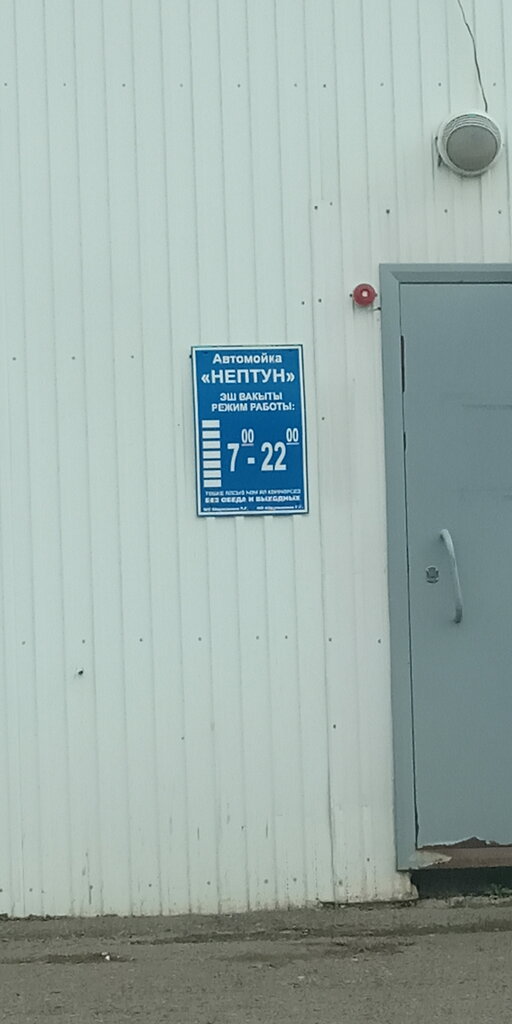 Автомойка
«НЕПТУН»
ЭШ ВАКЫТЫ
РЕЖИМ РАБОТЫ:
7⁰⁰ - 22⁰⁰
БЕЗ ОБЕДА И ВЫХОДНЫХ